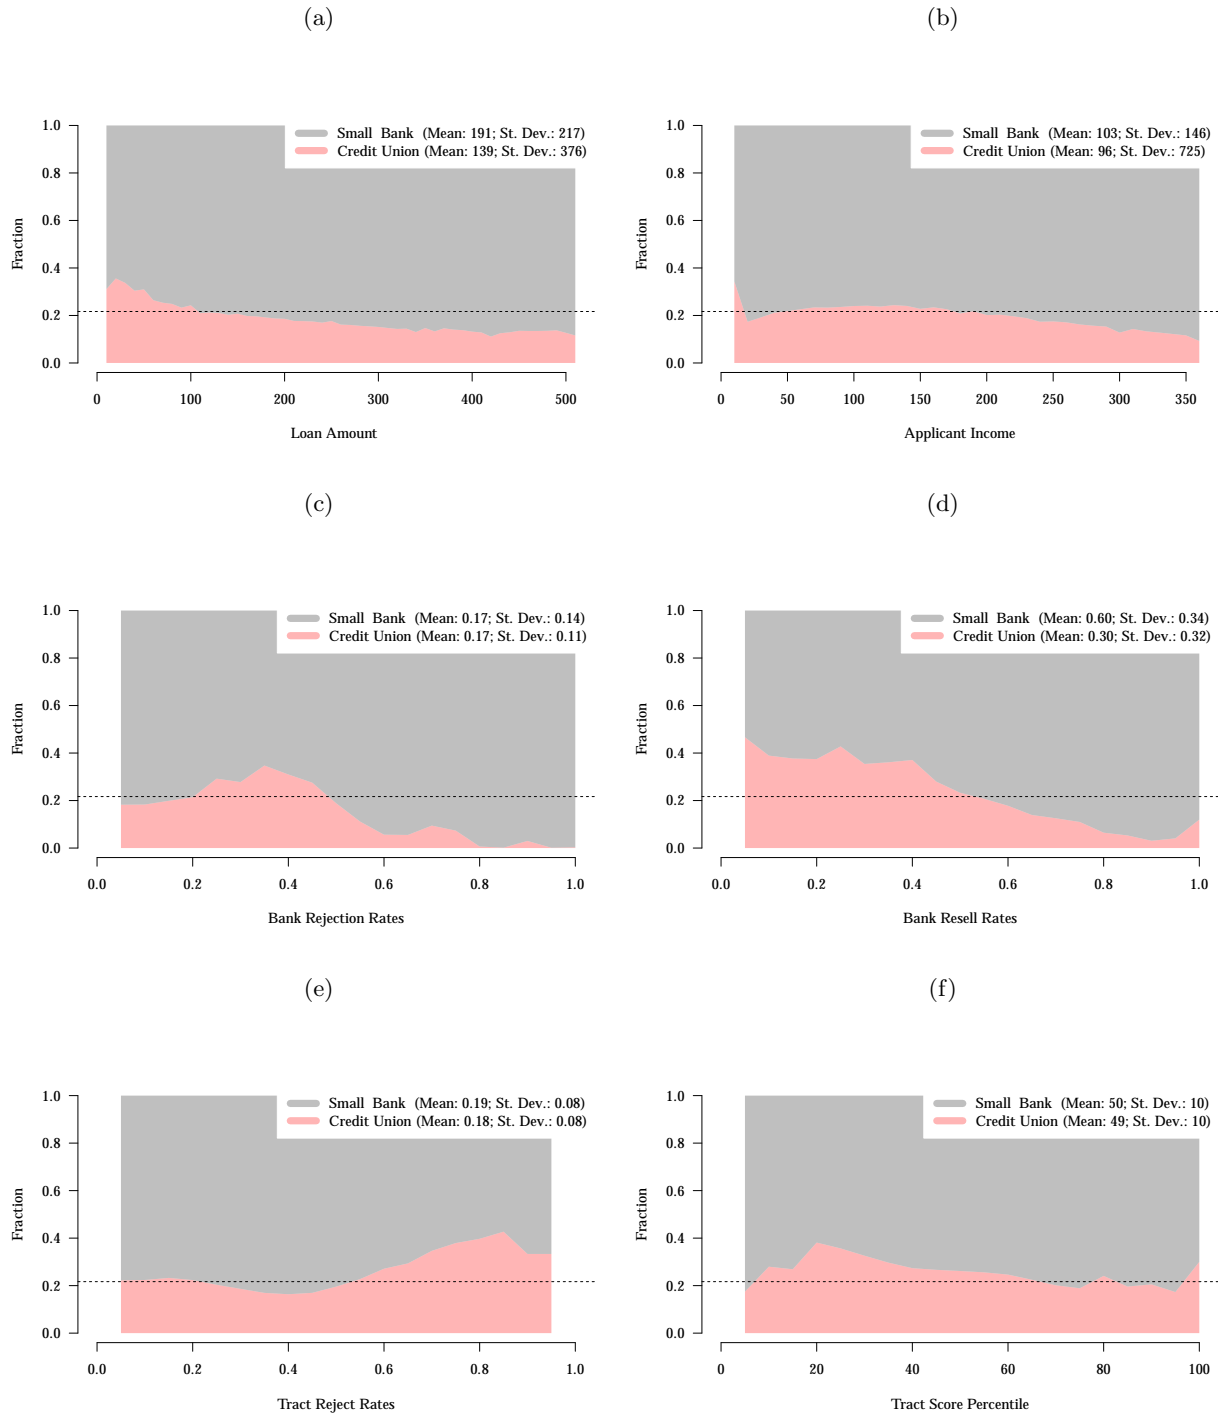 (a)
Small Bank (Mean: 191; St. Dev.: 217)
Credit Union (Mean: 139; St. Dev.: 376)
Fraction
1.0
0.8
0.6
0.4
0.2
0.0
0 100 200 300 400 500
Loan Amount
(b)
Small Bank (Mean: 103; St. Dev.: 146)
Credit Union (Mean: 96; St. Dev.: 725)
Fraction
1.0
0.8
0.6
0.4
0.2
0.0
0 50 100 150 200 250 300 350
Applicant Income
(c)
Small Bank (Mean: 0.17; St. Dev.: 0.14)
Credit Union (Mean: 0.17; St. Dev.: 0.11)
Fraction
1.0
0.8
0.6
0.4
0.2
0.0
0.0 0.2 0.4 0.6 0.8 1.0
Bank Rejection Rates
(d)
Small Bank (Mean: 0.60; St. Dev.: 0.34)
Credit Union (Mean: 0.30; St. Dev.: 0.32)
Fraction
1.0
0.8
0.6
0.4
0.2
0.0
0.0 0.2 0.4 0.6 0.8 1.0
Bank Resell Rates
(e)
Small Bank (Mean: 0.19; St. Dev.: 0.08)
Credit Union (Mean: 0.18; St. Dev.: 0.08)
Fraction
1.0
0.8
0.6
0.4
0.2
0.0
0.0 0.2 0.4 0.6 0.8 1.0
Tract Reject Rates
(f)
Small Bank (Mean: 50; St. Dev.: 10)
Credit Union (Mean: 49; St. Dev.: 10)
Fraction
1.0
0.8
0.6
0.4
0.2
0.0
0 20 40 60 80 100
Tract Score Percentile